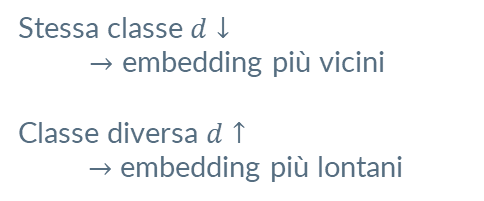 Stessa classe d ↓
→ embedding più vicini
Classe diversa d ↑
→ embedding più lontani